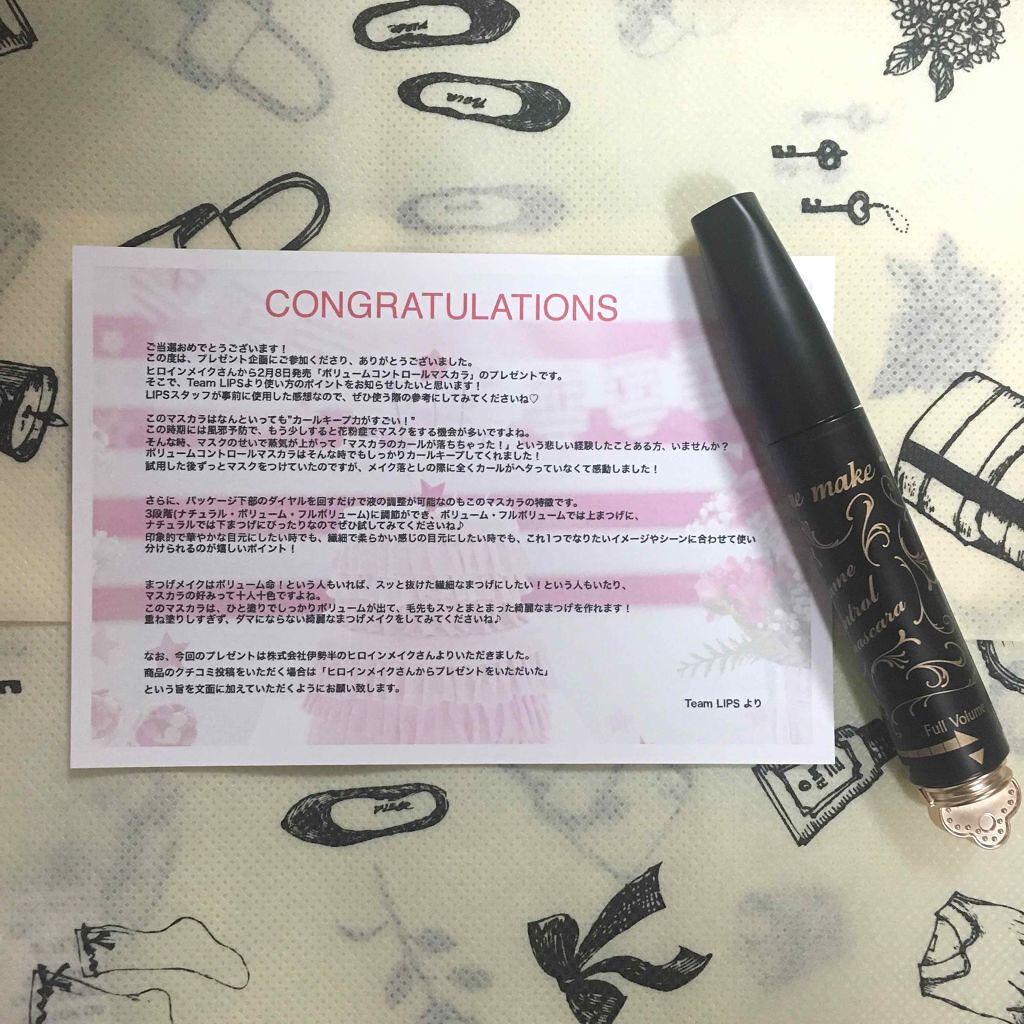 CONGRATULATIONS
ご当選おめでとうございます！
この度は、プレゼント企画にご参加くださり、ありがとうございました。
ヒロインメイクさんから2月8日発売「ボリュームコントロールマスカラ」のプレゼントです。
そこで、Team LIPSより使い方のポイントをお知らせしたいと思います！
LIPSスタッフが事前に使用した感想なので、ぜひ使う際の参考にしてみてくださいね♡
このマスカラはなんといっても"カールキープ力がすごい！"
この時期には風邪予防で、もう少しすると花粉症でマスクをする機会が多いですよね。
そんな時、マスクのせいで蒸気が上がって「マスカラのカールが落ちちゃった！」という悲しい経験したことある方、いませんか？
ボリュームコントロールマスカラはそんな時でもしっかりカールキープしてくれました！
試用した後ずっとマスクをつけていたのですが、メイク落としの際に全くカールがヘタっていなくて感動しました！
さらに、パッケージ下部のダイヤルを回すだけで液の調整が可能なのもこのマスカラの特徴です。
3段階(ナチュラル・ボリューム・フルボリューム)に調節ができ、ボリューム・フルボリュームでは上まつげに、
ナチュラルでは下まつげにぴったりなのでぜひ試してみてくださいね♪
印象的で華やかな目元にしたい時でも、繊細で柔らかい感じの目元にしたい時でも、これ1つでなりたいイメージやシーンに合わせて使い
分けられるのが嬉しいポイント！
まつげメイクはボリューム命！という人もいれば、スッと抜けた繊細なまつげにしたい！という人もいたり、
マスカラの好みって十人十色ですよね。
このマスカラは、ひと塗りでしっかりボリュームが出て、毛先もスッとまとまった綺麗なまつげを作れます！
重ね塗りしすぎず、ダマにならない綺麗なまつげメイクをしてみてくださいね♪
なお、今回のプレゼントは株式会社伊勢半のヒロインメイクさんよりいただきました。
商品のクチコミ投稿をいただく場合は「ヒロインメイクさんからプレゼントをいただいた」
という旨を文面に加えていただくようにお願い致します。
Team LIPS より
make
mascara
Full Volume